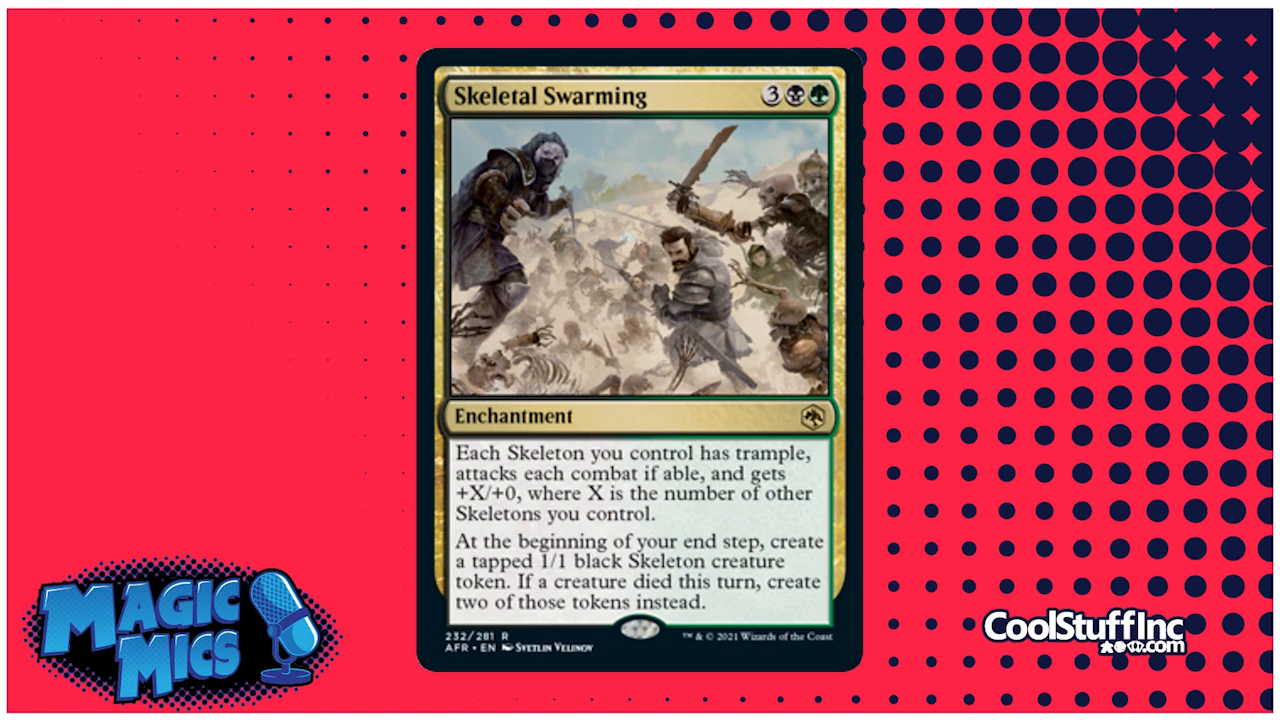 Skeletal Swarming 3
Enchantment
Each Skeleton you control has trample,
attacks each combat if able, and gets
+X/+0, where X is the number of other
Skeletons you control.
At the beginning of your end step, create
a tapped 1/1 black Skeleton creature
token. If a creature died this turn, create
two of those tokens instead.
232/281 R
AFR • EN Svetlin Velinov
™ & © 2021 Wizards of the Coast
MAGIC
MICS
CoolStuffInc
.com